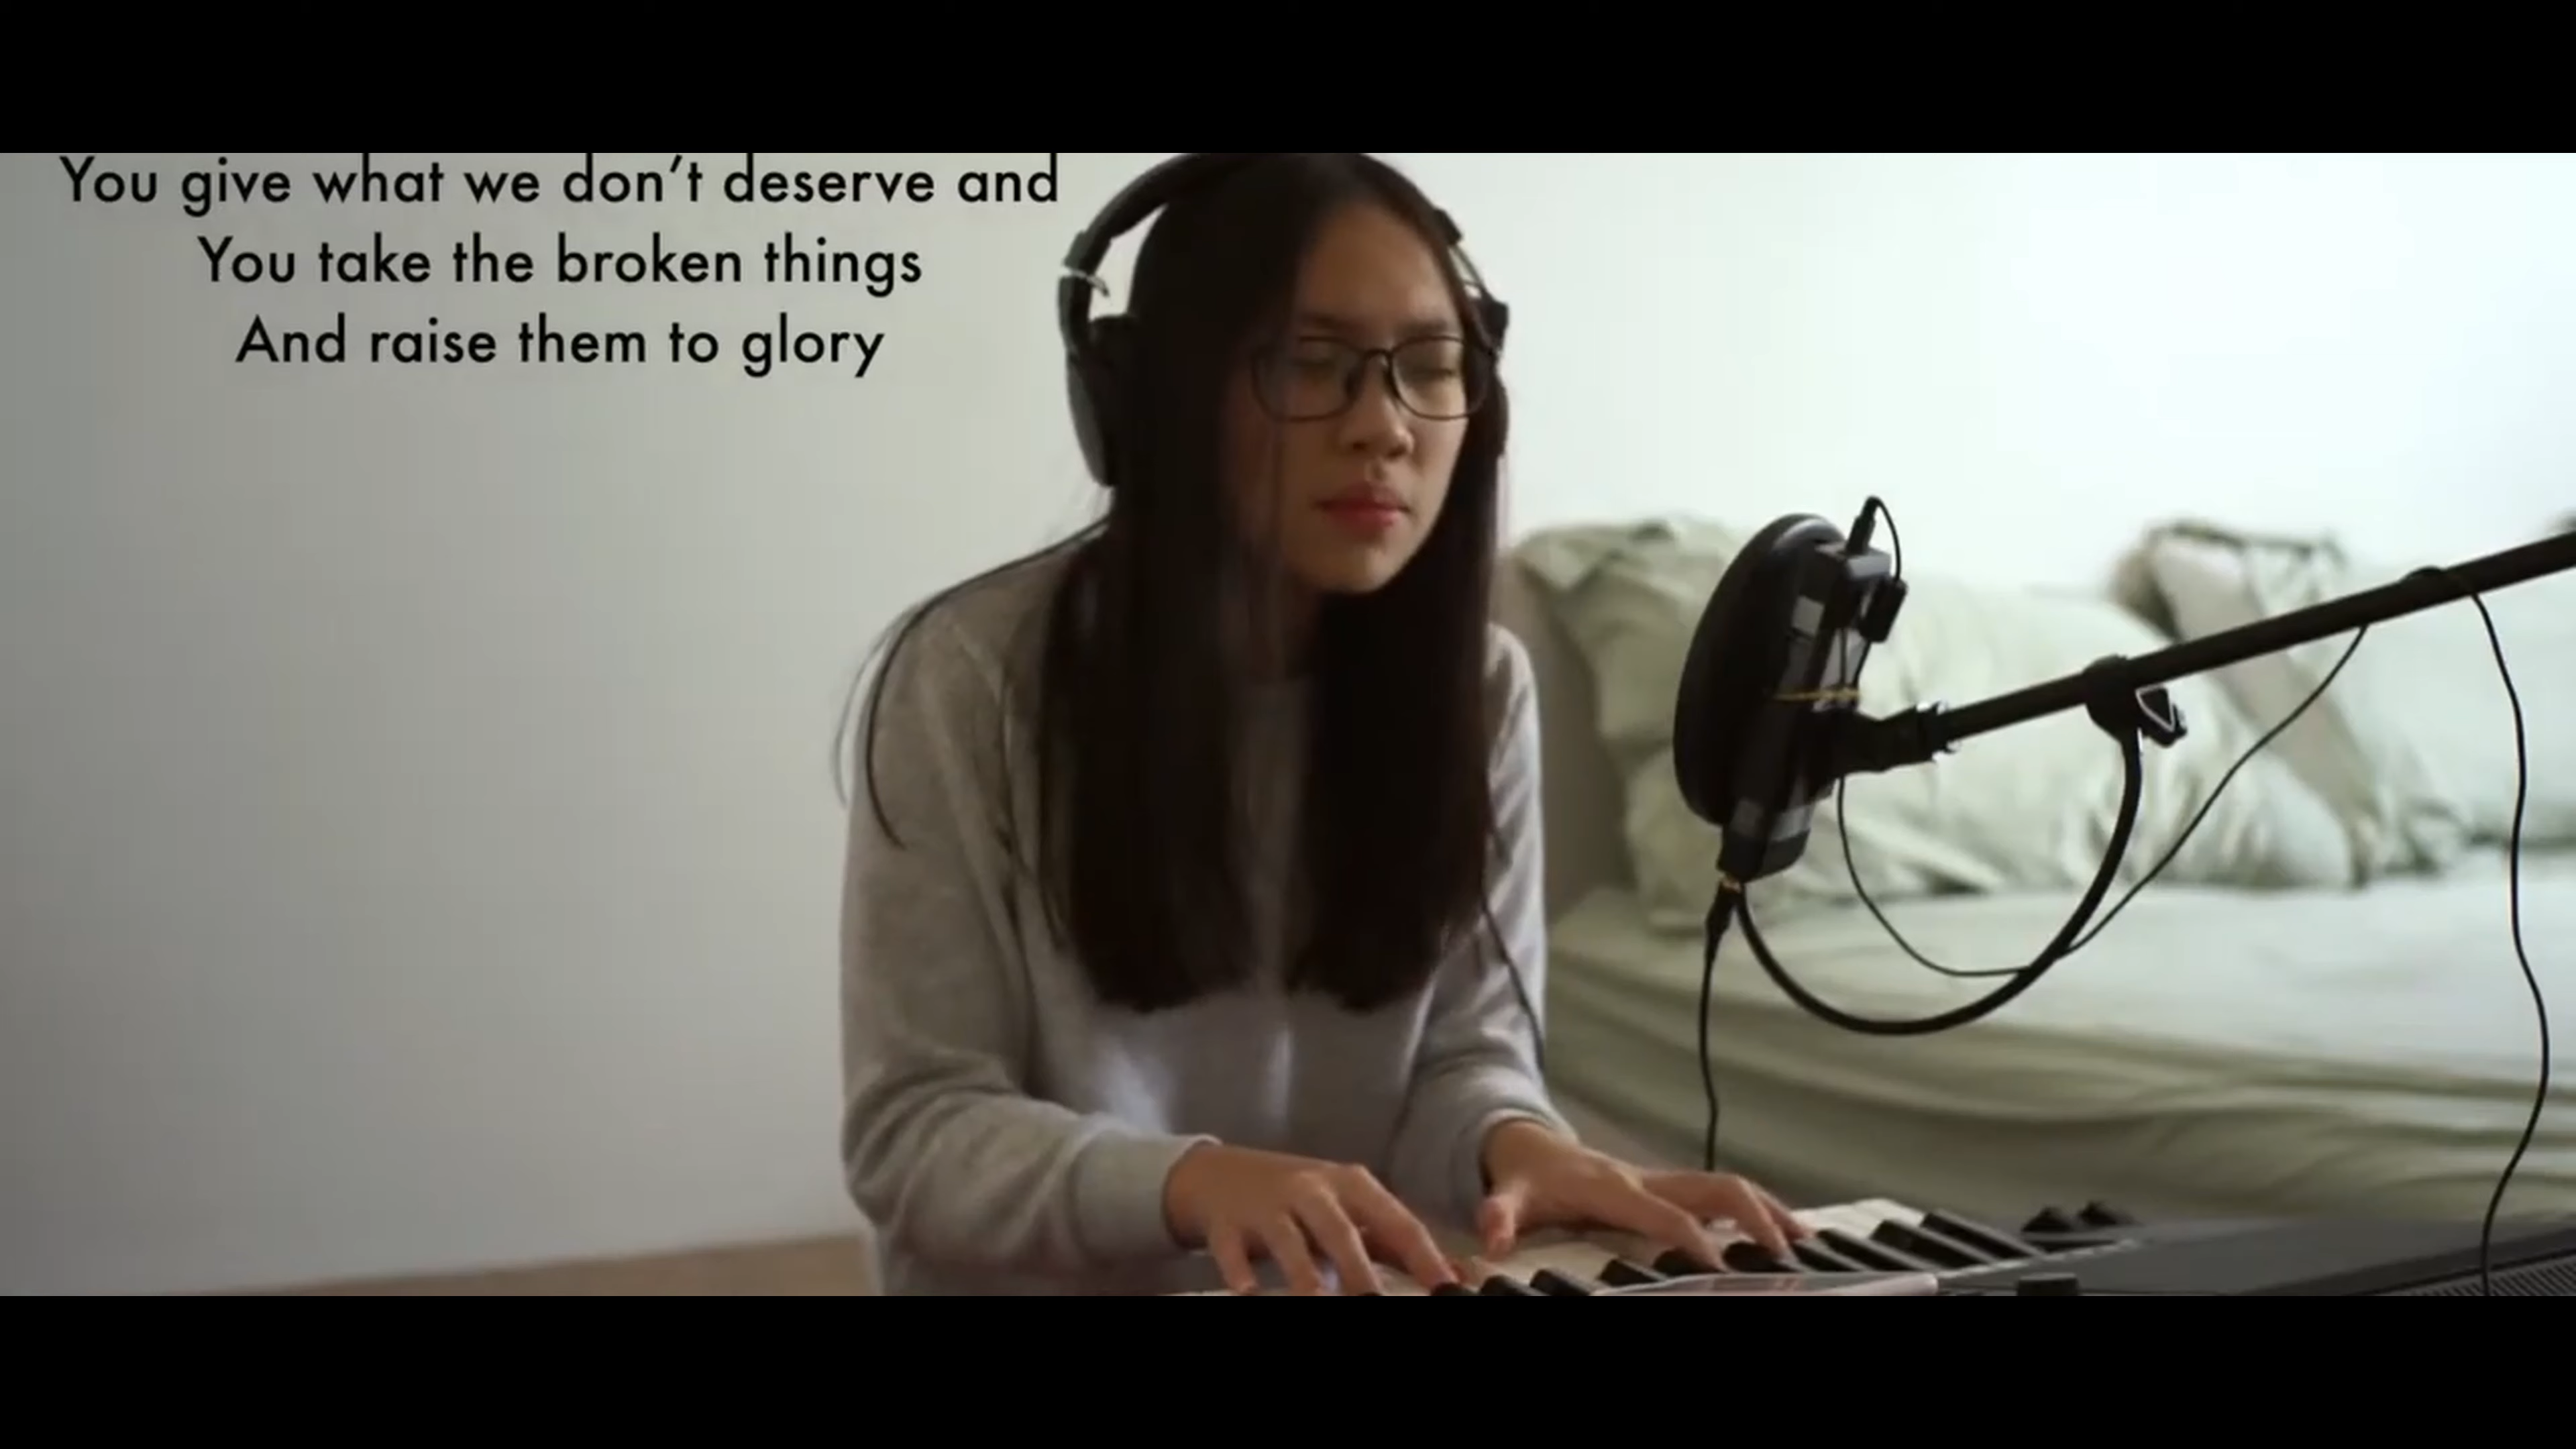 You give what we don’t deserve and
You take the broken things
And raise them to glory